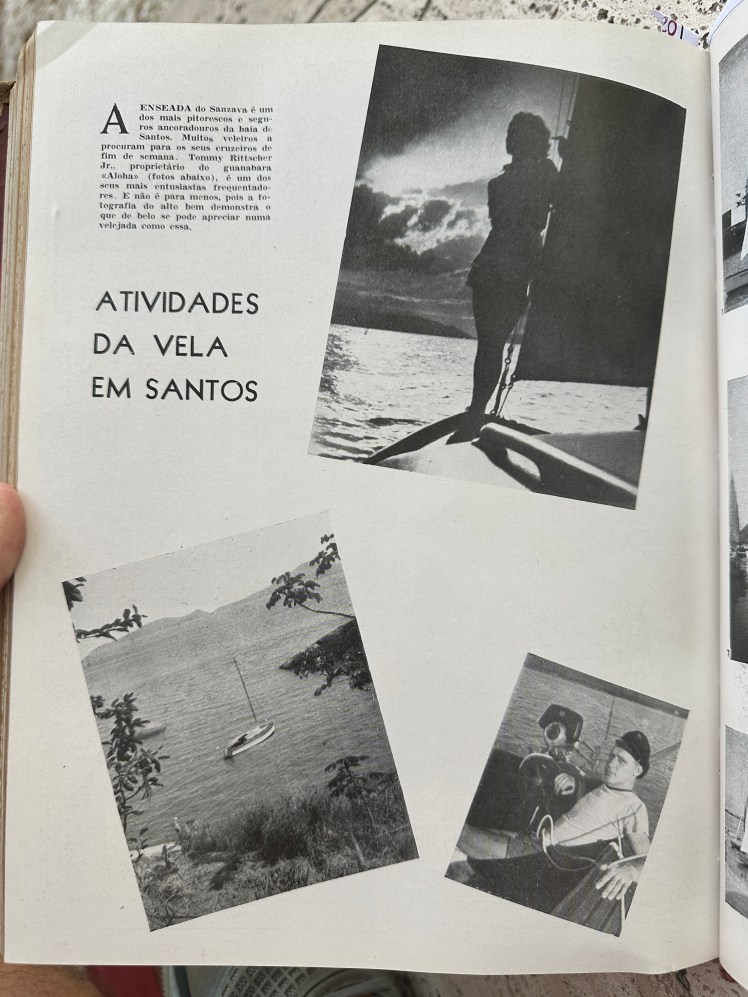 A ENSEADA do Sanzava é um
dos mais pitorescos e segu-
ros ancoradouros da baía de
Santos. Muitos veleiros a
procuram para os seus cruzeiros de
fim de semana. Tommy Rittscher
Jr., proprietário do guanabara
«Aloha» (fotos abaixo), é um dos
seus mais entusiastas frequentado-
res. E não é para menos, pois a fo-
tografia do alto bem demonstra o
que de belo se pode apreciar numa
velejada como essa.
ATIVIDADES
DA VELA
EM SANTOS
201